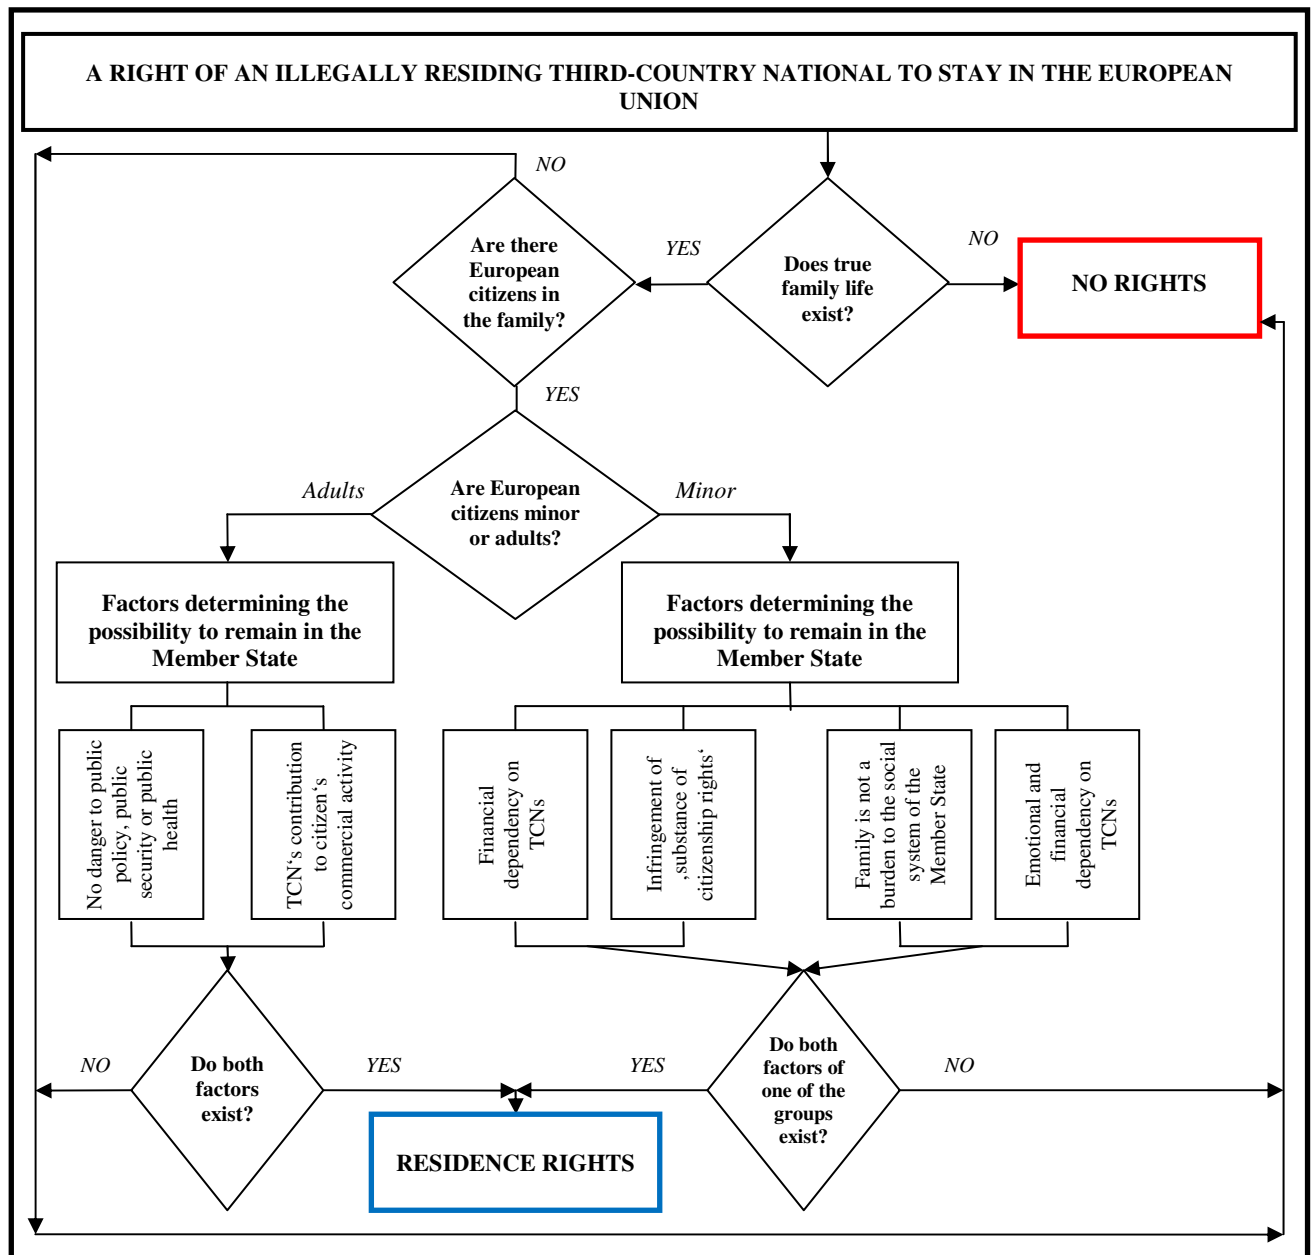 A RIGHT OF AN ILLEGALLY RESIDING THIRD-COUNTRY NATIONAL TO STAY IN THE EUROPEAN
UNION
NO
Are there
European
citizens in
the family?
YES
Does true
family life
exist?
NO
NO RIGHTS
YES
Adults
Are European
citizens minor
or adults?
Minor
Factors determining the
possibility to remain in the
Member State
Factors determining the
possibility to remain in the
Member State
No danger to public
policy, public
security or public
health
TCN‘s contribution
to citizen‘s
commercial activity
Financial
dependency on
TCNs
Infringement of
‚substance of
citizenship rights‘
Family is not a
burden to the social
system of the
Member State
Emotional and
financial
dependency on
TCNs
NO
Do both
factors
exist?
YES
YES
Do both
factors of
one of the
groups
exist?
NO
RESIDENCE RIGHTS